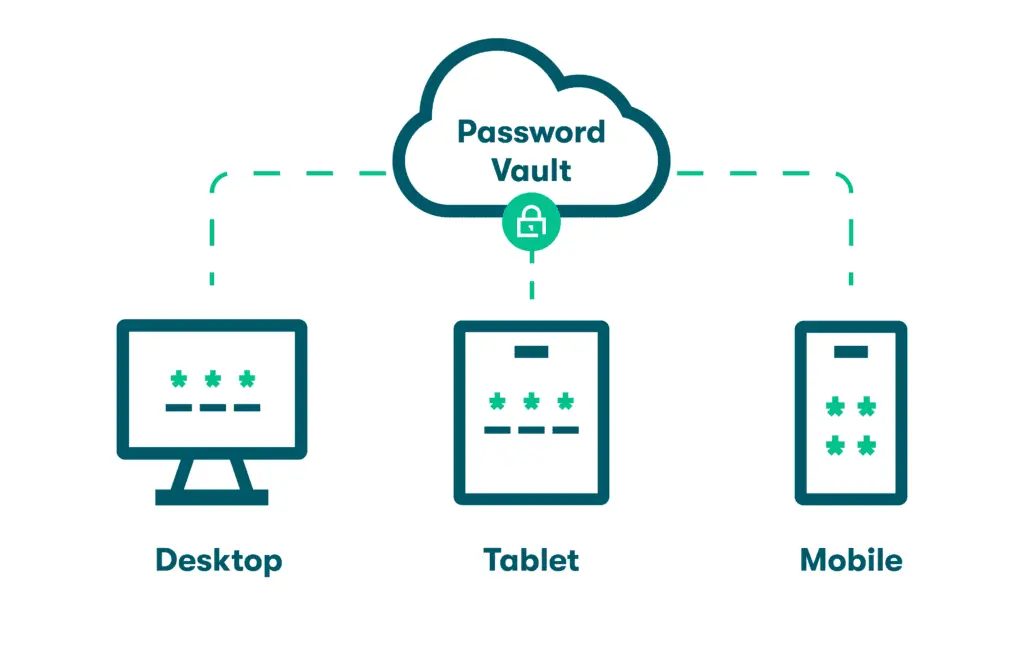 Password
Vault
* * *
* * *
* *
* *
Desktop
Tablet
Mobile